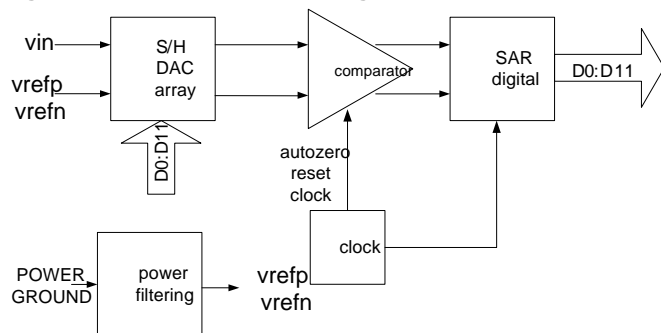 vin
vrefp
vrefn
S/H
DAC
array
comparator
SAR
digital
D0:D11
D0:D11
autozero
reset
clock
clock
POWER
GROUND
power
filtering
vrefp
vrefn